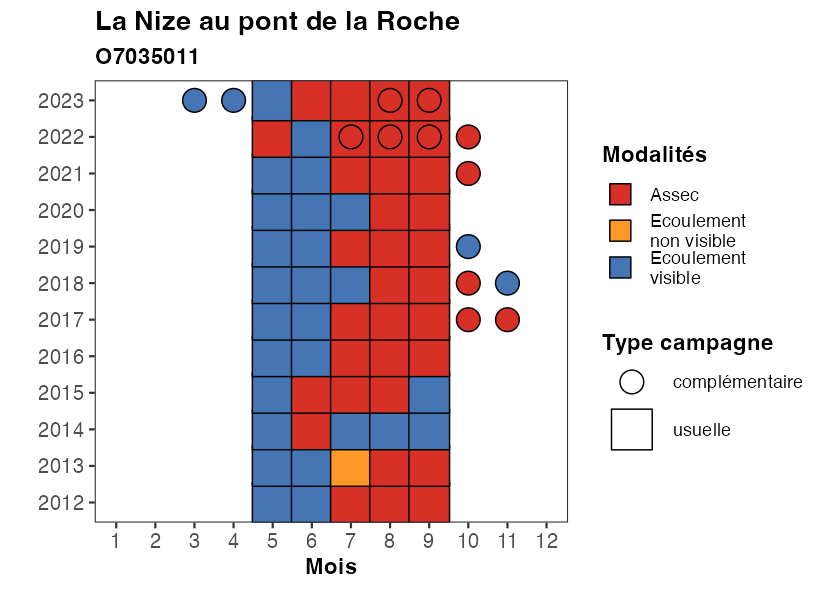 La Nize au pont de la Roche
O7035011
2023
2022
2021
2020
2019
2018
2017
2016
2015
2014
2013
2012
1 2 3 4 5 6 7 8 9 10 11 12
Mois
Modalités
Assec
Ecoulement
non visible
Ecoulement
visible
Type campagne
complémentaire
usuelle